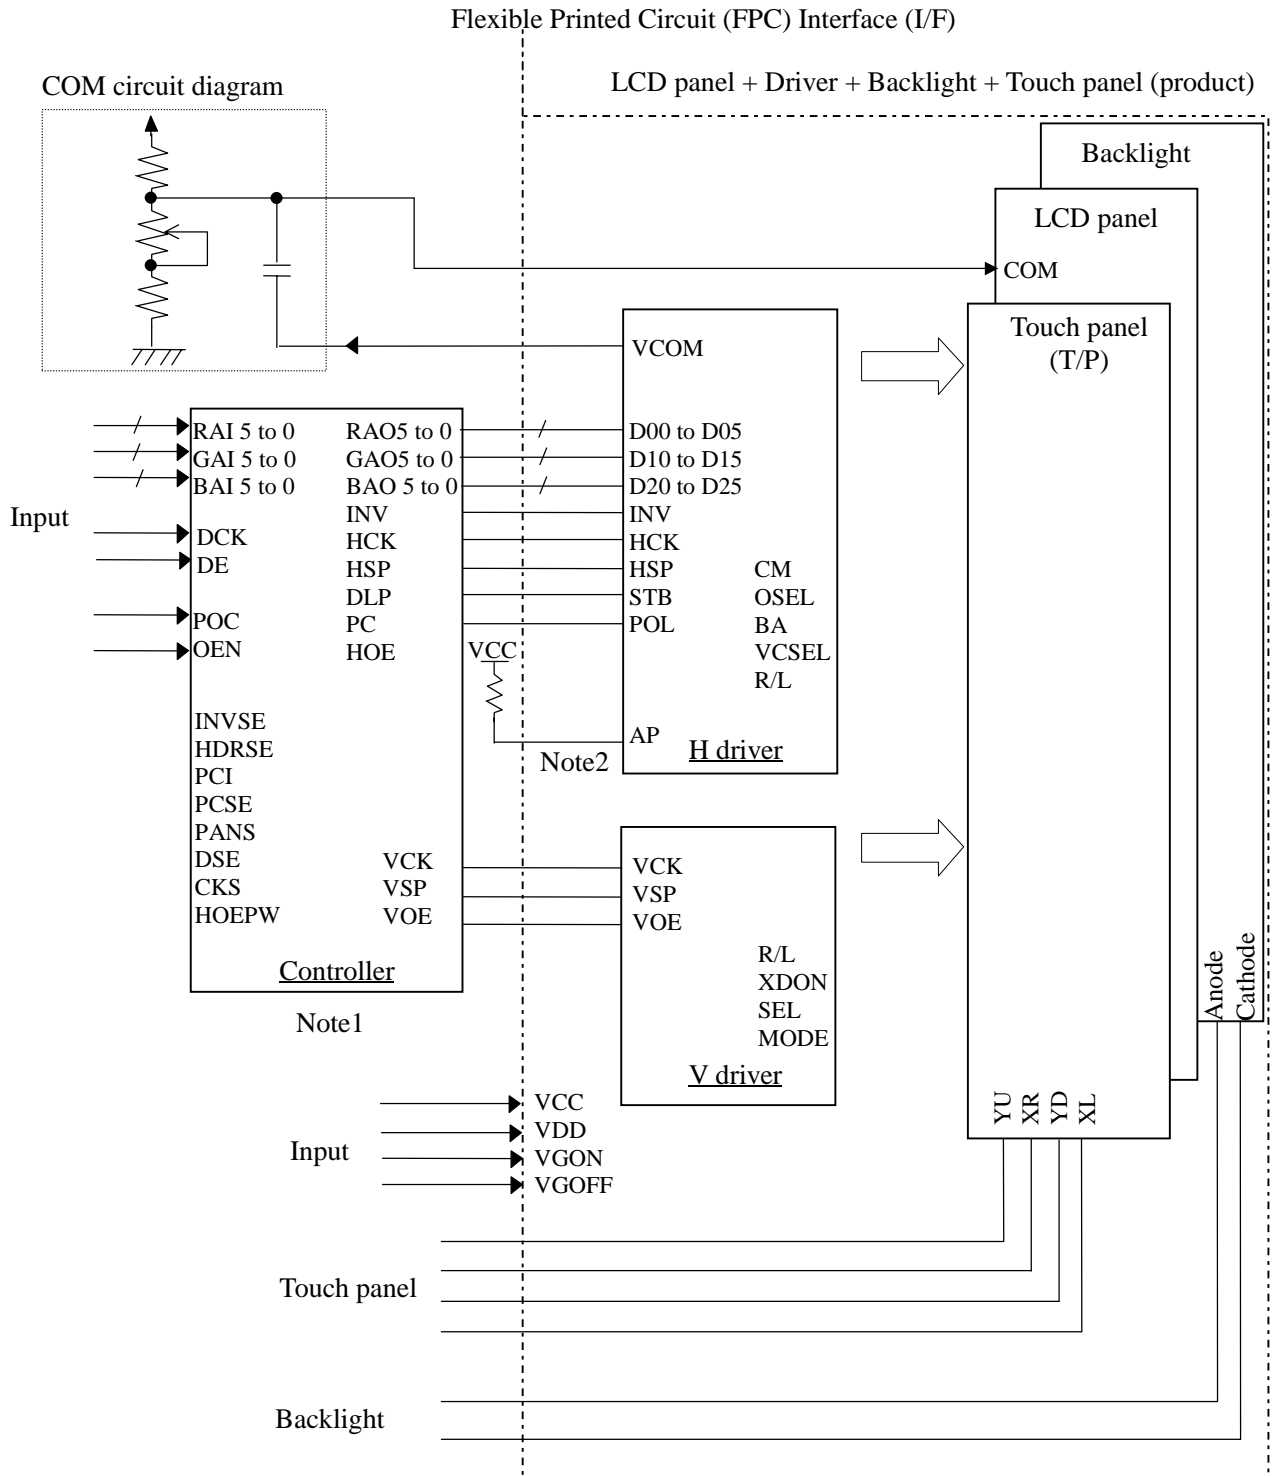 Flexible Printed Circuit (FPC) Interface (I/F)
COM circuit diagram
LCD panel + Driver + Backlight + Touch panel (product)
Backlight
LCD panel
COM
Touch panel
(T/P)
VCOM
Input
RAI 5 to 0
GAI 5 to 0
BAI 5 to 0
DCK
DE
POC
OEN
INVSE
HDRSE
PCI
PCSE
PANS
DSE
CKS
HOEPW
RAO5 to 0
GAO5 to 0
BAO 5 to 0
INV
HCK
HSP
DLP
PC
HOE
VCK
VSP
VOE
Controller
Note1
VCC
Note2
D00 to D05
D10 to D15
D20 to D25
INV
HCK
HSP
STB
POL
AP
CM
OSEL
BA
VCSEL
R/L
H driver
VCK
VSP
VOE
R/L
XDON
SEL
MODE
V driver
Anode
Cathode
YU
XR
YD
XL
Input
VCC
VDD
VGON
VGOFF
Touch panel
Backlight